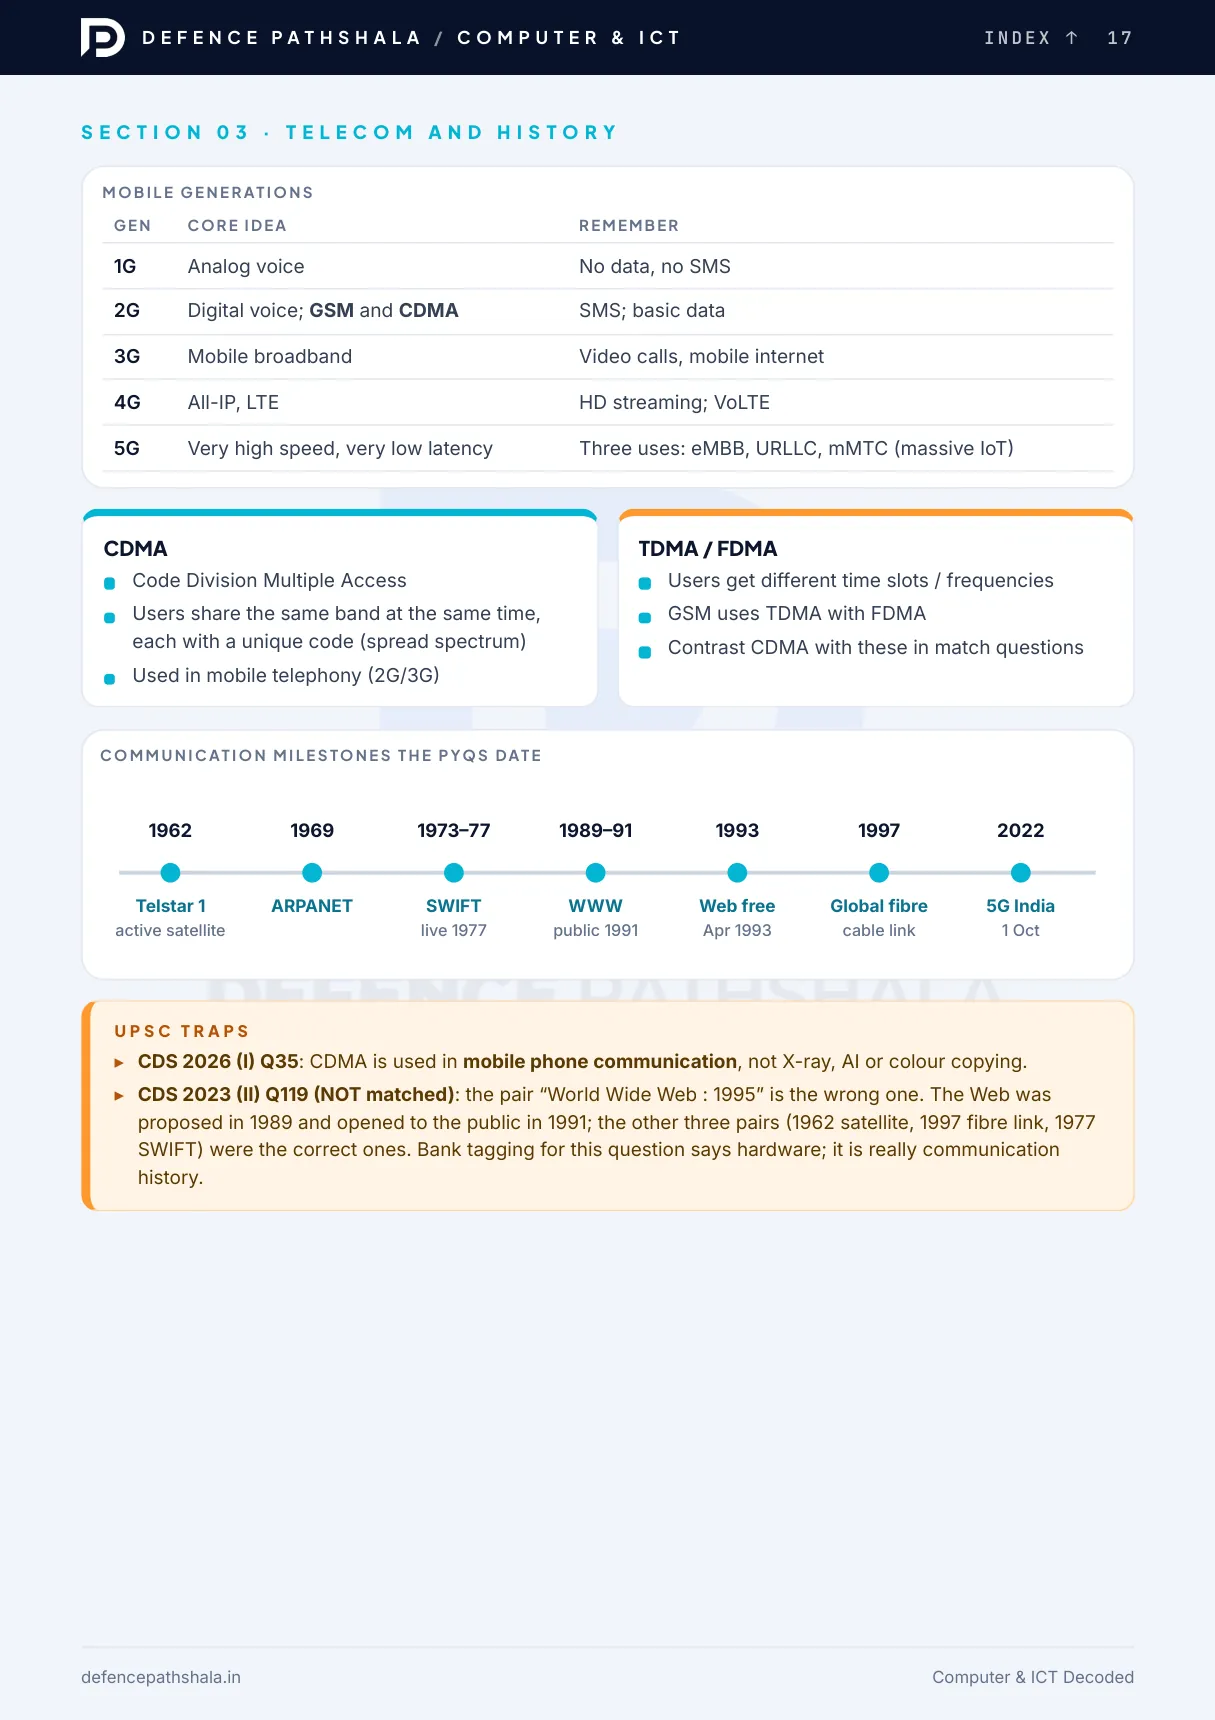 DEFENCE PATHSHALA / COMPUTER & ICT
INDEX ↑ 17
SECTION 03 · TELECOM AND HISTORY
MOBILE GENERATIONS
GEN CORE IDEA REMEMBER
1G Analog voice No data, no SMS
2G Digital voice; GSM and CDMA SMS; basic data
3G Mobile broadband Video calls, mobile internet
4G All-IP, LTE HD streaming; VoLTE
5G Very high speed, very low latency Three uses: eMBB, URLLC, mMTC (massive IoT)
CDMA
Code Division Multiple Access
Users share the same band at the same time,
each with a unique code (spread spectrum)
Used in mobile telephony (2G/3G)
TDMA / FDMA
Users get different time slots / frequencies
GSM uses TDMA with FDMA
Contrast CDMA with these in match questions
COMMUNICATION MILESTONES THE PYQS DATE
1962 1969 1973–77 1989–91 1993 1997 2022
Telstar 1 ARPANET SWIFT WWW Web free Global fibre 5G India
active satellite live 1977 public 1991 Apr 1993 cable link 1 Oct
DEFENCE PATHSHALA
UPSC TRAPS
▸ CDS 2026 (I) Q35: CDMA is used in mobile phone communication, not X-ray, AI or colour copying.
▸ CDS 2023 (II) Q119 (NOT matched): the pair “World Wide Web : 1995” is the wrong one. The Web was
proposed in 1989 and opened to the public in 1991; the other three pairs (1962 satellite, 1997 fibre link, 1977
SWIFT) were the correct ones. Bank tagging for this question says hardware; it is really communication
history.
defencepathshala.in
Computer & ICT Decoded